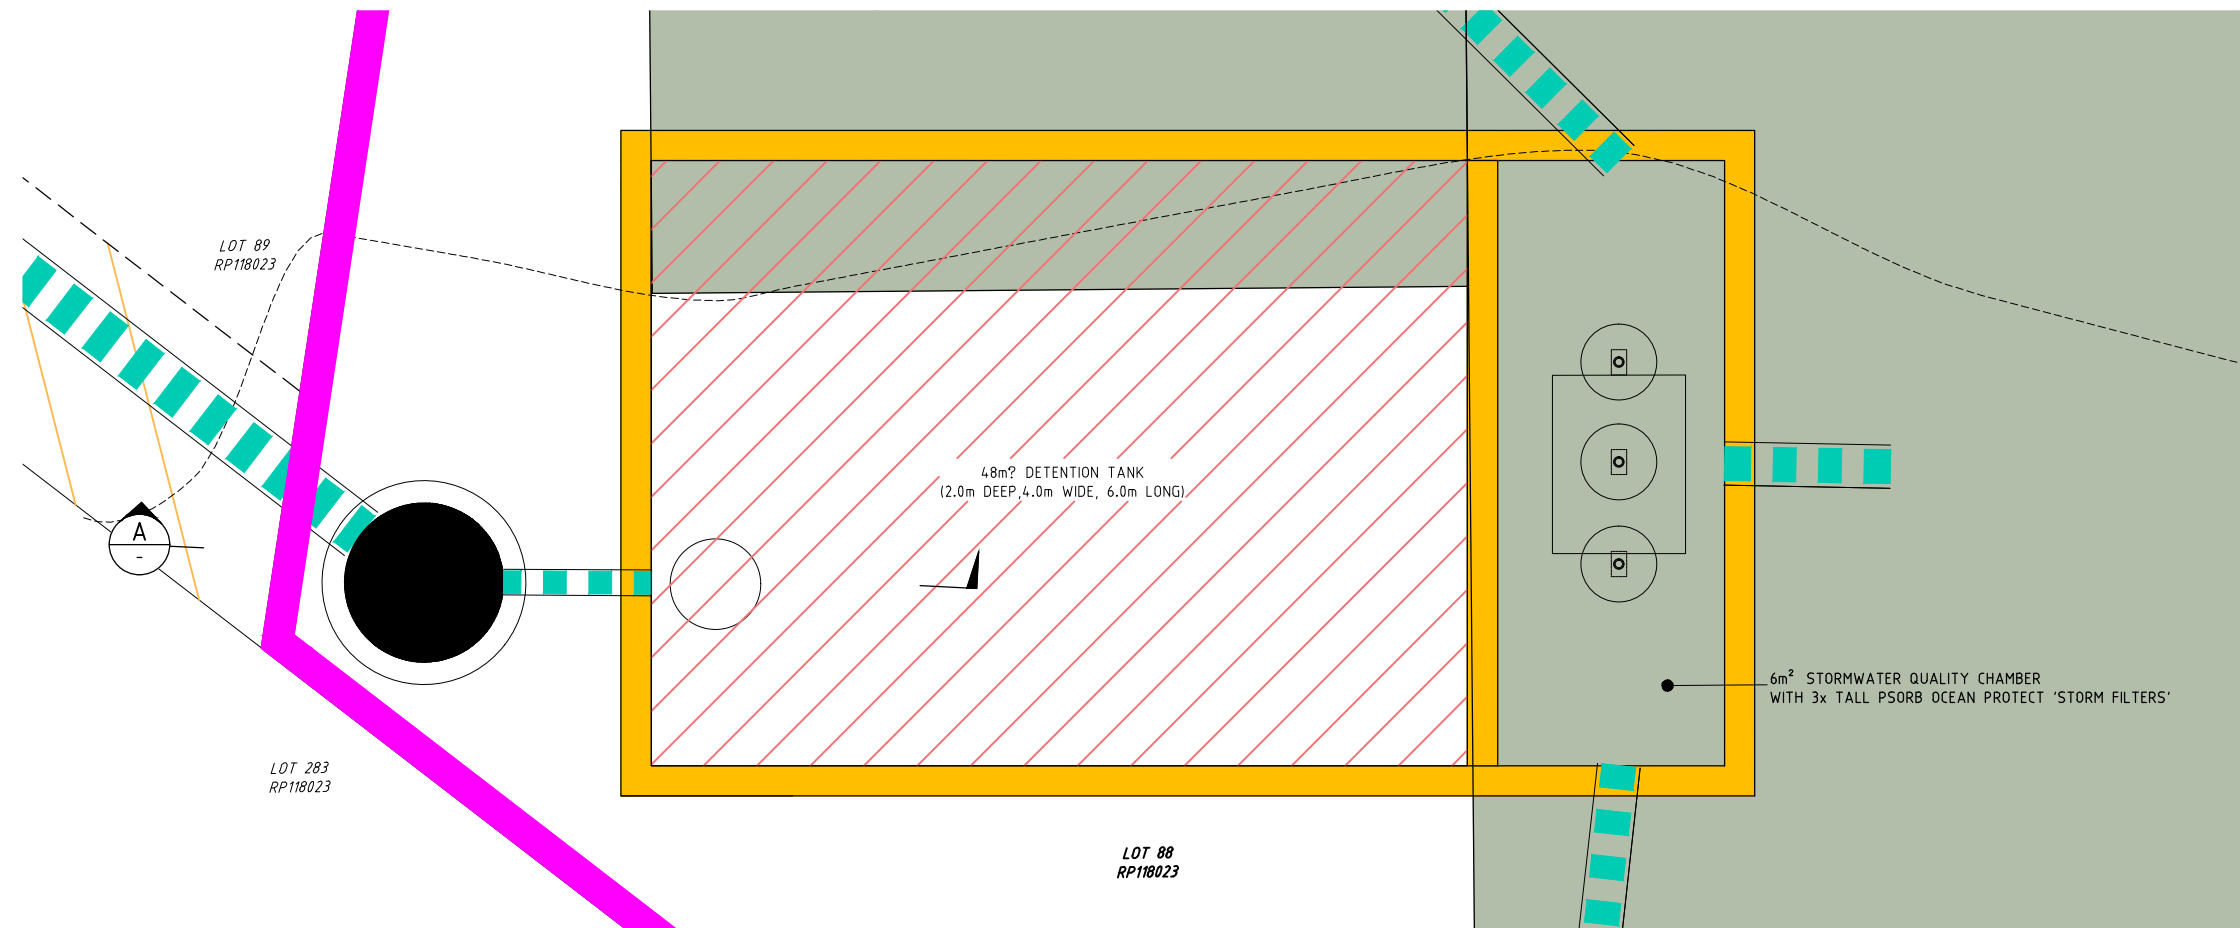 LOT 89
RP118023
A
-
48m? DETENTION TANK
(2.0m DEEP,4.0m WIDE, 6.0m LONG)
6m² STORMWATER QUALITY CHAMBER
WITH 3x TALL PSORB OCEAN PROTECT 'STORM FILTERS'
LOT 283
RP118023
LOT 88
RP118023